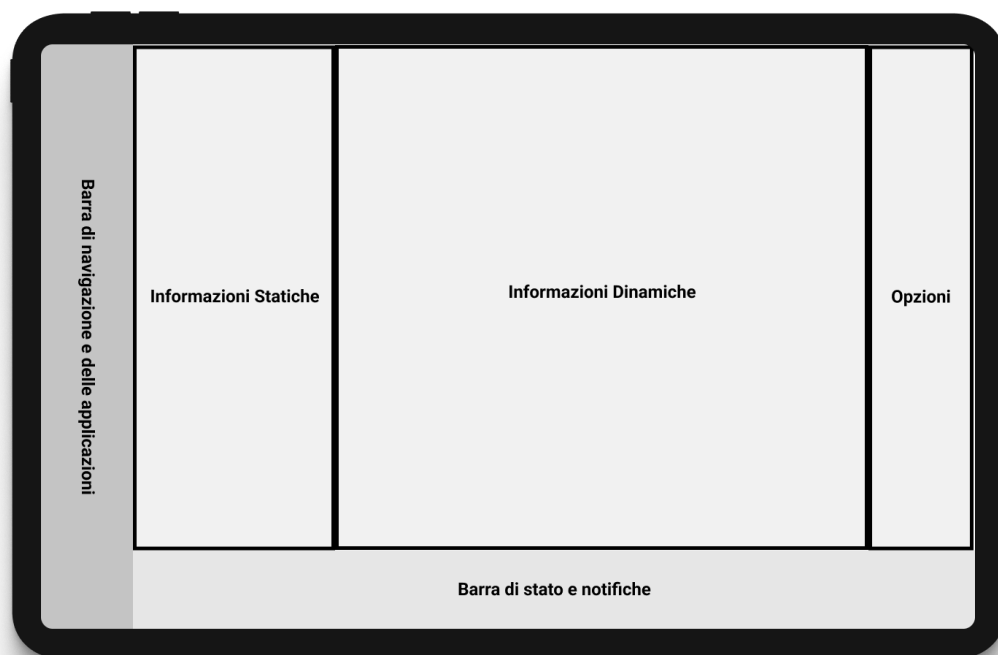 Barra di navigazione e delle applicazioni
Informazioni Statiche
Informazioni Dinamiche
Opzioni
Barra di stato e notifiche